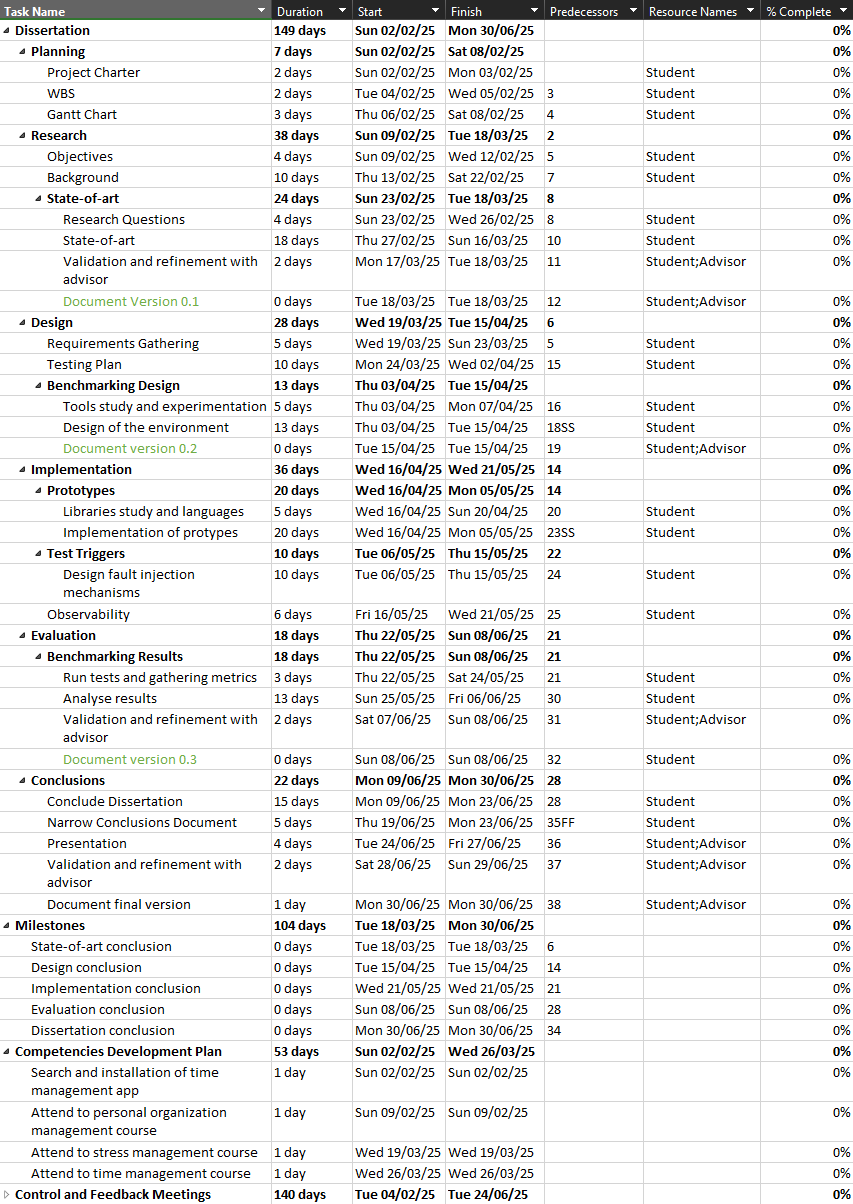 Task Name Duration Start Finish Predecessors Resource Names % Complete
Dissertation 149 days Sun 02/02/25 Mon 30/06/25 0%
Planning 7 days Sun 02/02/25 Sat 08/02/25 0%
Project Charter 2 days Sun 02/02/25 Mon 03/02/25 Student 0%
WBS 2 days Tue 04/02/25 Wed 05/02/25 3 Student 0%
Gantt Chart 3 days Thu 06/02/25 Sat 08/02/25 4 Student 0%
Research 38 days Sun 09/02/25 Tue 18/03/25 2 0%
Objectives 4 days Sun 09/02/25 Wed 12/02/25 5 Student 0%
Background 10 days Thu 13/02/25 Sat 22/02/25 7 Student 0%
State-of-art 24 days Sun 23/02/25 Tue 18/03/25 8 0%
Research Questions 4 days Sun 23/02/25 Wed 26/02/25 8 Student 0%
State-of-art 18 days Thu 27/02/25 Sun 16/03/25 10 Student 0%
Validation and refinement with 2 days Mon 17/03/25 Tue 18/03/25 11 Student;Advisor 0%
advisor
Document Version 0.1 0 days Tue 18/03/25 Tue 18/03/25 12 Student;Advisor 0%
Design 28 days Wed 19/03/25 Tue 15/04/25 6 0%
Requirements Gathering 5 days Wed 19/03/25 Sun 23/03/25 5 Student 0%
Testing Plan 10 days Mon 24/03/25 Wed 02/04/25 15 Student 0%
Benchmarking Design 13 days Thu 03/04/25 Tue 15/04/25 0%
Tools study and experimentation 5 days Thu 03/04/25 Mon 07/04/25 16 Student 0%
Design of the environment 13 days Thu 03/04/25 Tue 15/04/25 18SS Student 0%
Document version 0.2 0 days Tue 15/04/25 Tue 15/04/25 19 Student;Advisor 0%
Implementation 36 days Wed 16/04/25 Wed 21/05/25 14 0%
Prototypes 20 days Wed 16/04/25 Mon 05/05/25 14 0%
Libraries study and languages 5 days Wed 16/04/25 Sun 20/04/25 20 Student 0%
Implementation of protypes 20 days Wed 16/04/25 Mon 05/05/25 23SS Student 0%
Test Triggers 10 days Tue 06/05/25 Thu 15/05/25 22 0%
Design fault injection 10 days Tue 06/05/25 Thu 15/05/25 24 Student 0%
mechanisms
Observability 6 days Fri 16/05/25 Wed 21/05/25 25 Student 0%
Evaluation 18 days Thu 22/05/25 Sun 08/06/25 21 0%
Benchmarking Results 18 days Thu 22/05/25 Sun 08/06/25 21 0%
Run tests and gathering metrics 3 days Thu 22/05/25 Sat 24/05/25 21 Student 0%
Analyse results 13 days Sun 25/05/25 Fri 06/06/25 30 Student 0%
Validation and refinement with 2 days Sat 07/06/25 Sun 08/06/25 31 Student;Advisor 0%
advisor
Document version 0.3 0 days Sun 08/06/25 Sun 08/06/25 32 Student 0%
Conclusions 22 days Mon 09/06/25 Mon 30/06/25 28 0%
Conclude Dissertation 15 days Mon 09/06/25 Mon 23/06/25 28 Student 0%
Narrow Conclusions Document 5 days Thu 19/06/25 Mon 23/06/25 35FF Student 0%
Presentation 4 days Tue 24/06/25 Fri 27/06/25 36 Student;Advisor 0%
Validation and refinement with 2 days Sat 28/06/25 Sun 29/06/25 37 Student;Advisor 0%
advisor
Document final version 1 day Mon 30/06/25 Mon 30/06/25 38 Student;Advisor 0%
Milestones 104 days Tue 18/03/25 Mon 30/06/25 0%
State-of-art conclusion 0 days Tue 18/03/25 Tue 18/03/25 6 0%
Design conclusion 0 days Tue 15/04/25 Tue 15/04/25 14 0%
Implementation conclusion 0 days Wed 21/05/25 Wed 21/05/25 21 0%
Evaluation conclusion 0 days Sun 08/06/25 Sun 08/06/25 28 0%
Dissertation conclusion 0 days Mon 30/06/25 Mon 30/06/25 34 0%
Competencies Development Plan 53 days Sun 02/02/25 Wed 26/03/25 0%
Search and installation of time 1 day Sun 02/02/25 Sun 02/02/25 0%
management app
Attend to personal organization 1 day Sun 09/02/25 Sun 09/02/25 0%
management course
Attend to stress management course 1 day Wed 19/03/25 Wed 19/03/25 0%
Attend to time management course 1 day Wed 26/03/25 Wed 26/03/25 0%
Control and Feedback Meetings 140 days Tue 04/02/25 Tue 24/06/25 0%